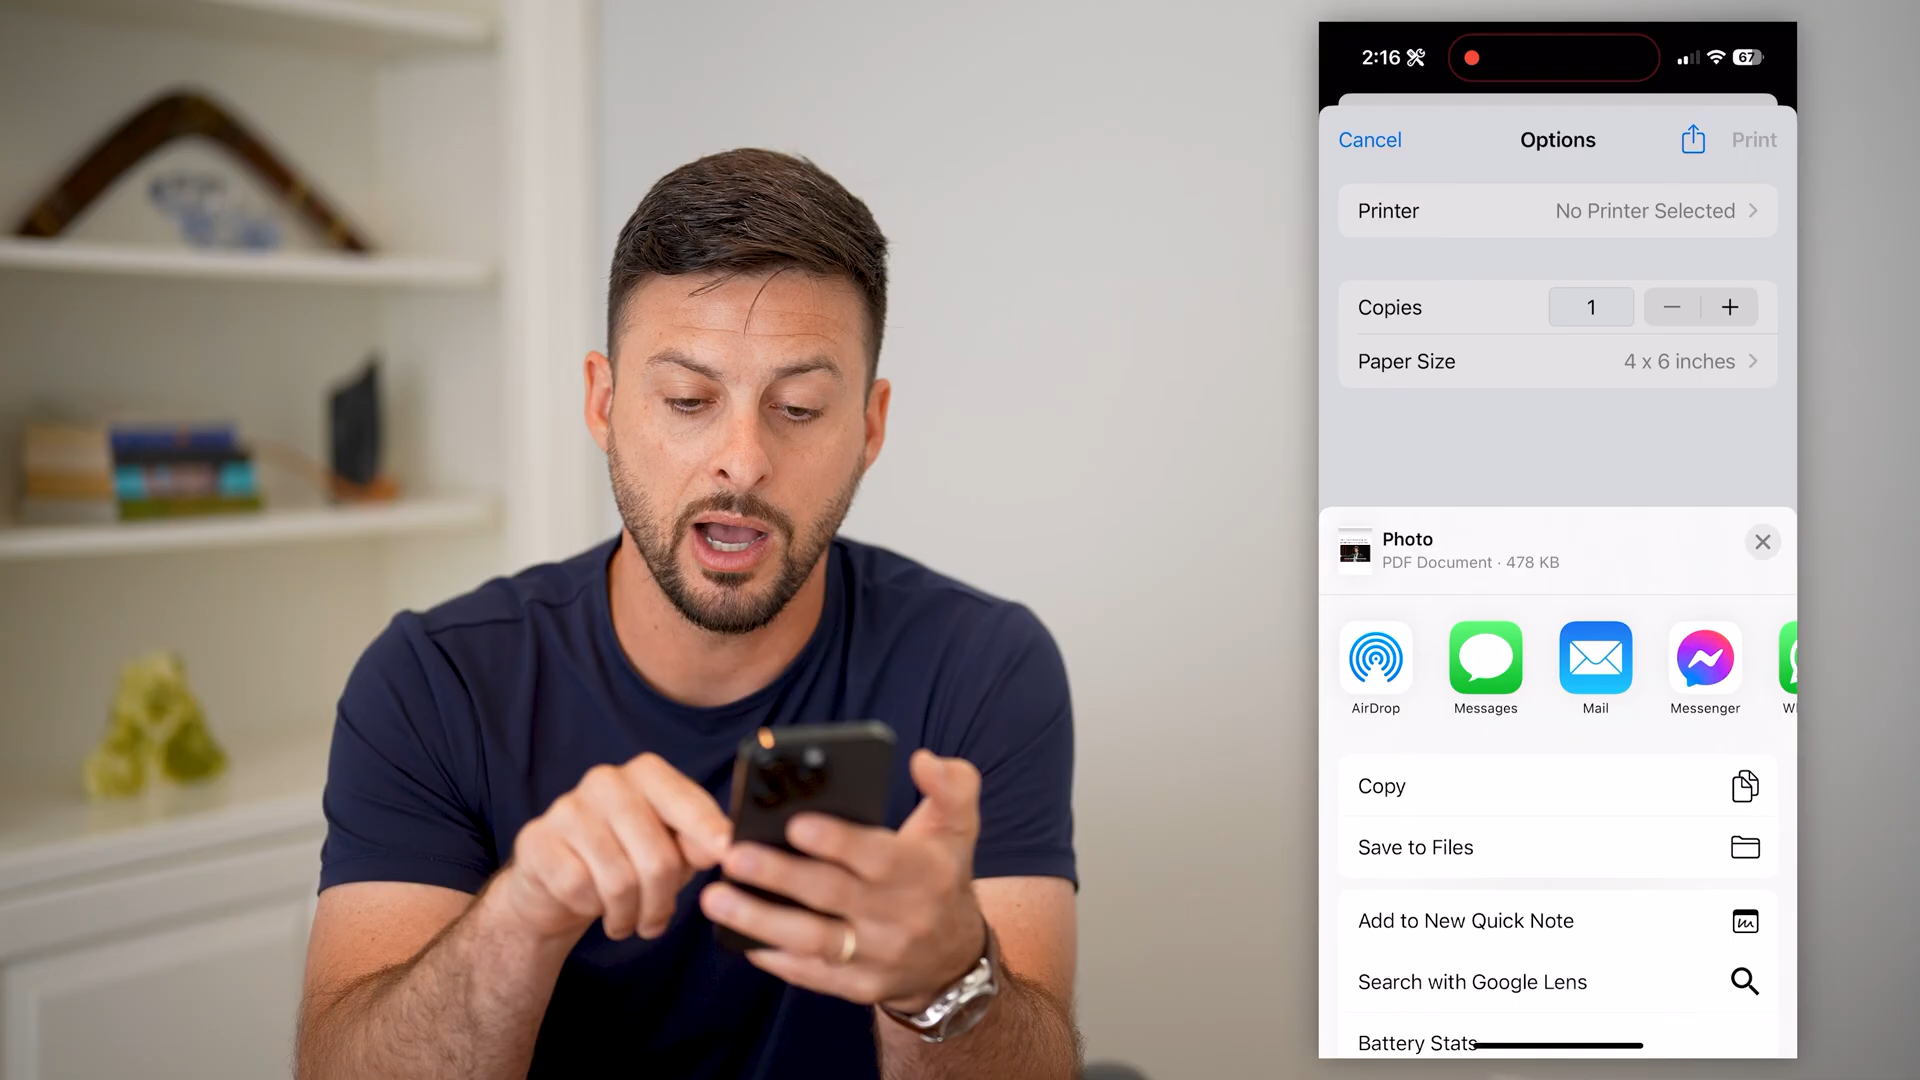 2:16
67
Cancel
Options
Print
Printer
No Printer Selected
Copies
1
Paper Size
4 x 6 inches
Photo
PDF Document · 478 KB
AirDrop
Messages
Mail
Messenger
Copy
Save to Files
Add to New Quick Note
Search with Google Lens
Battery Stats